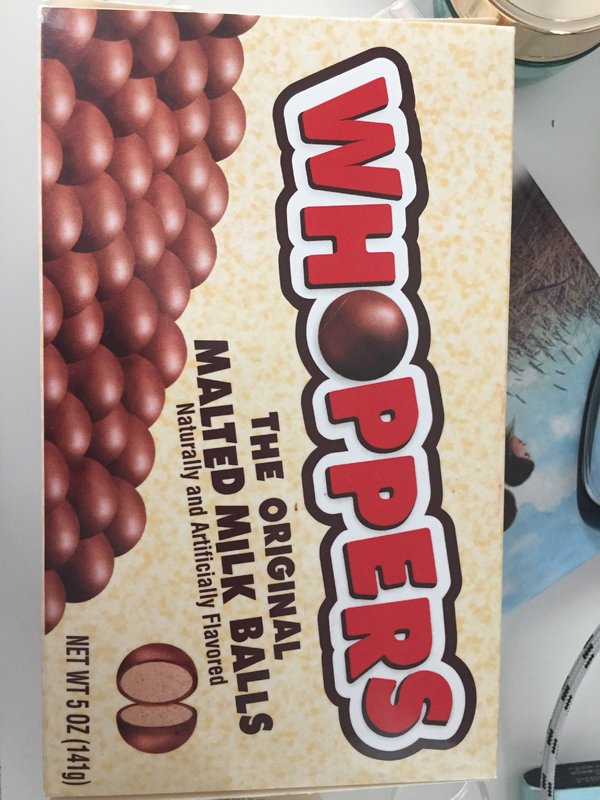 WHOPPERS
THE ORIGINAL
MALTED MILK BALLS
Naturally and Artificially Flavored
NET WT 5 OZ (141g)